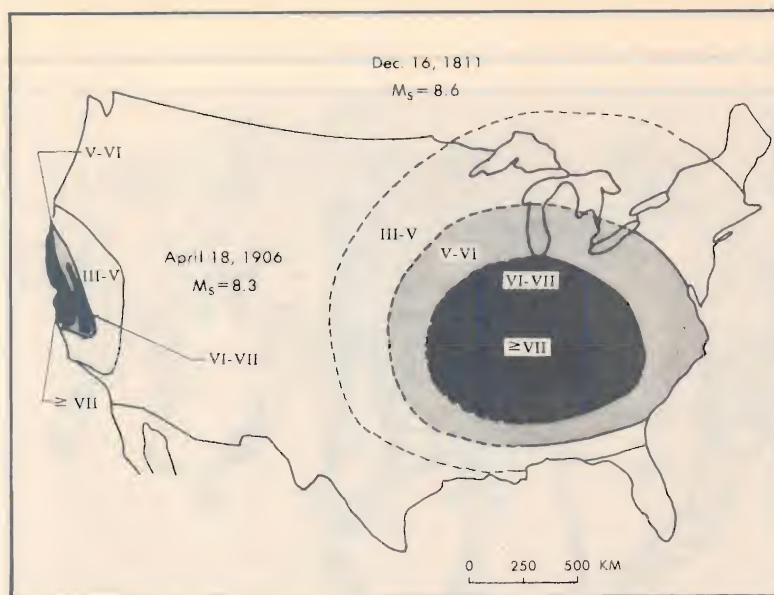 Dec. 16, 1811
Ms = 8.6
V-VI
III-V
April 18, 1906
Ms = 8.3
III-V
V-VI
VI-VII
≧ VII
VI-VII
≧ VII
0 250 500 KM